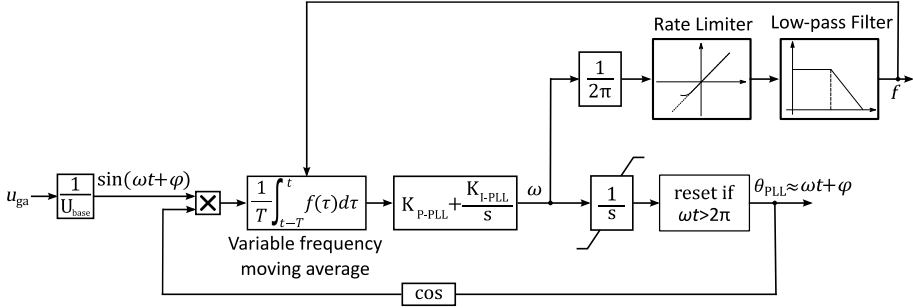 Rate Limiter
Low-pass Filter
1
2π
f
u_ga
1
U_base
sin(ωt+φ)
1/T ∫_{t−T}^{t} f(τ)dτ
K_P-PLL + K_I-PLL/s
ω
1
s
reset if
ωt>2π
θ_PLL≈ωt+φ
Variable frequency
moving average
cos